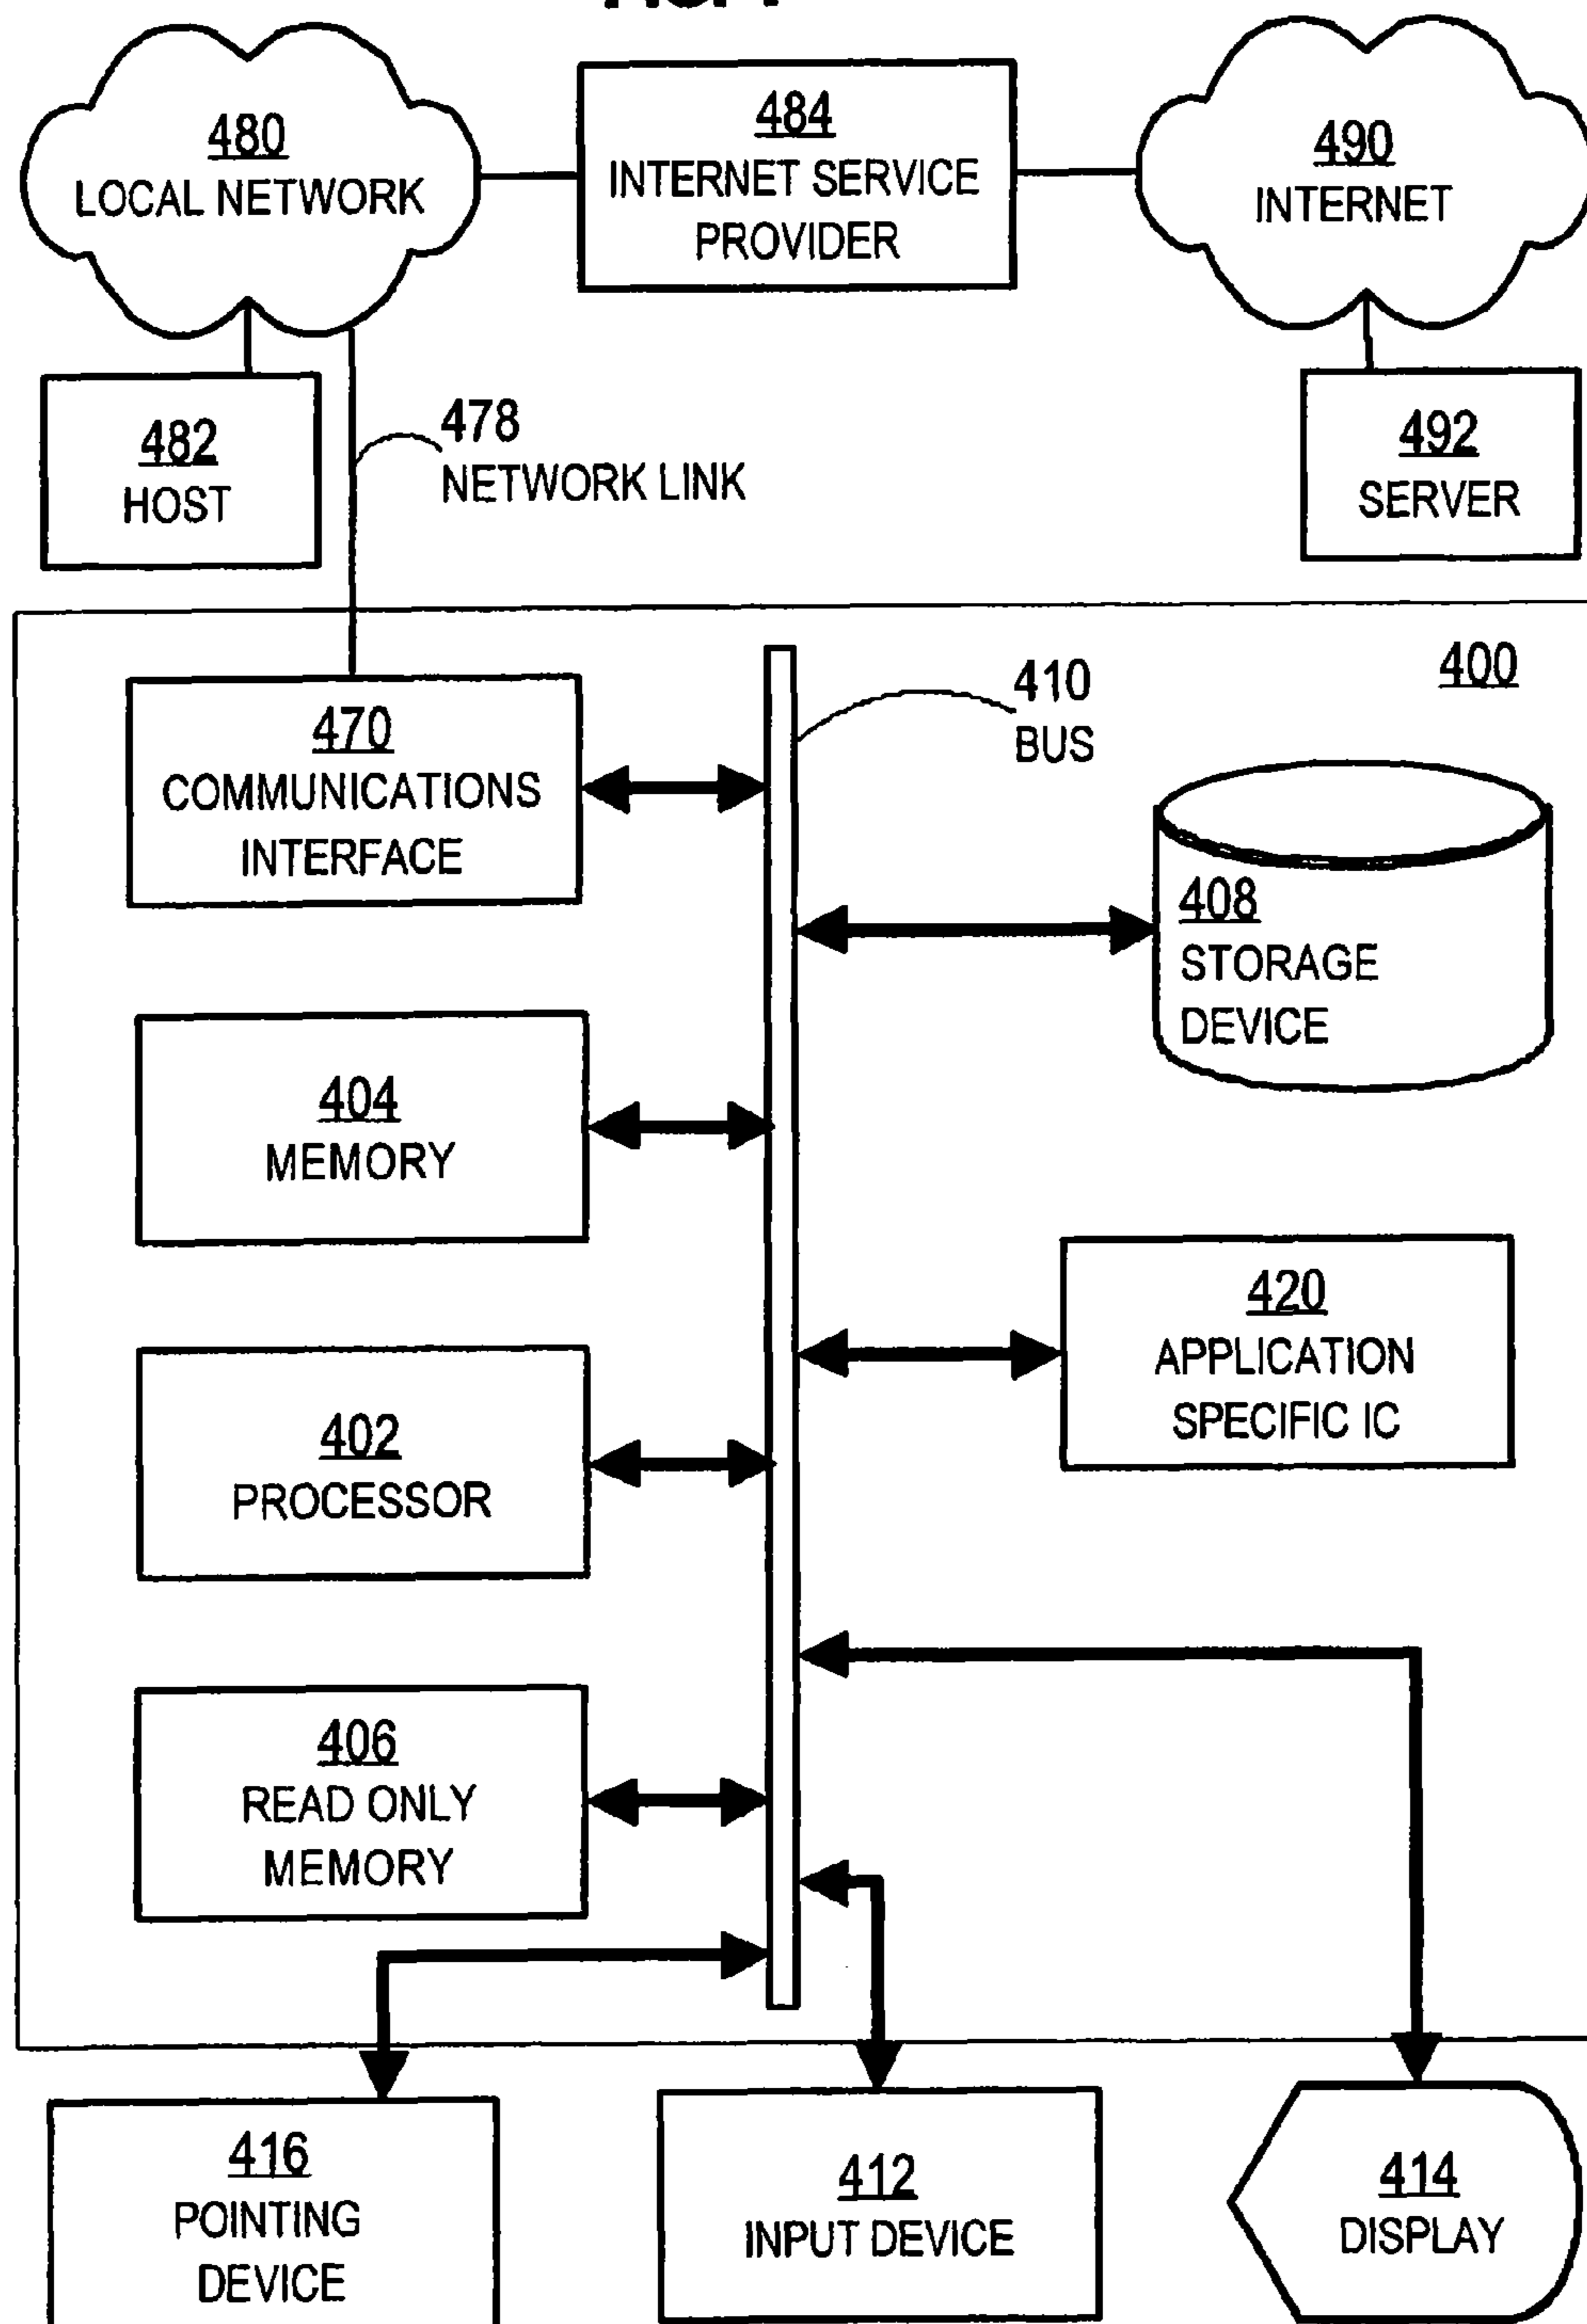 480
LOCAL NETWORK
484
INTERNET SERVICE
PROVIDER
490
INTERNET
482
HOST
478
NETWORK LINK
492
SERVER
400
470
COMMUNICATIONS
INTERFACE
410
BUS
408
STORAGE
DEVICE
404
MEMORY
420
APPLICATION
SPECIFIC IC
402
PROCESSOR
406
READ ONLY
MEMORY
416
POINTING
DEVICE
412
INPUT DEVICE
414
DISPLAY